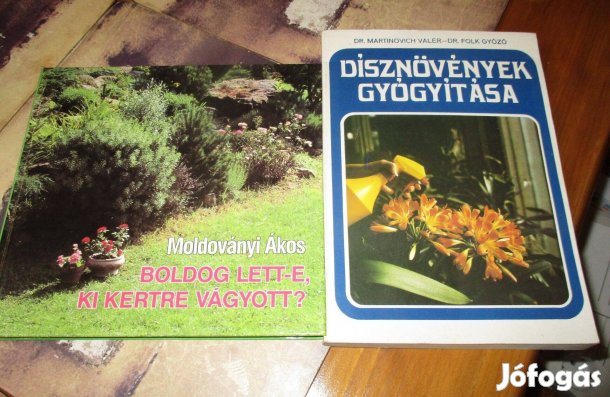 Moldoványi Ákos
BOLDOG LETT-E,
KI KERTRE VÁGYOTT?
DR. MARTINOVICH VALÉR–DR. FOLK GYŐZŐ
DÍSZNÖVÉNYEK
GYÓGYÍTÁSA
Jófogás